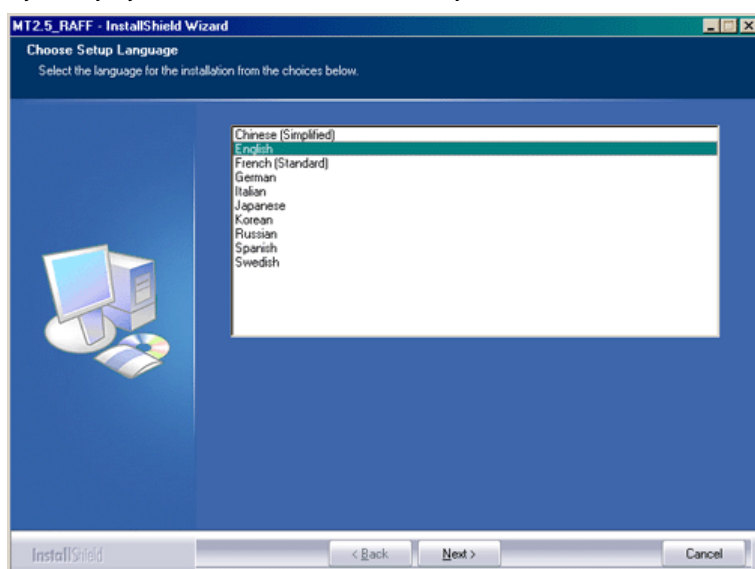 MT2.5_RAFF - InstallShield Wizard
Choose Setup Language
Select the language for the installation from the choices below.
Chinese (Simplified)
English
French (Standard)
German
Italian
Japanese
Korean
Russian
Spanish
Swedish
InstallShield
< Back
Next >
Cancel